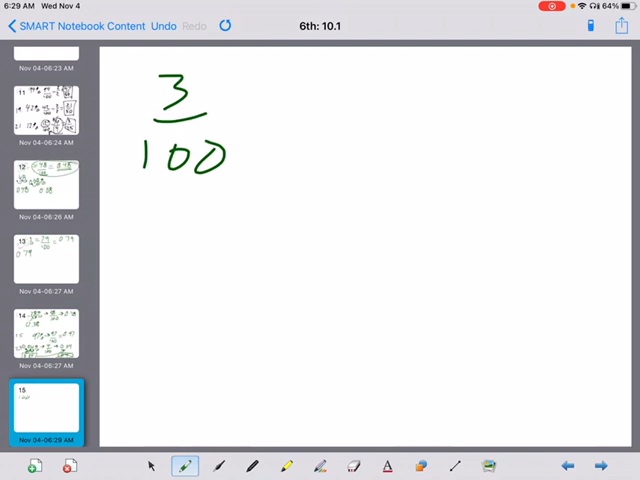 6:29 AM Wed Nov 4
64%
SMART Notebook Content Undo Redo
6th: 10.1
Nov 04-06:23 AM
11
Nov 04-06:24 AM
12
Nov 04-06:26 AM
13
0.79
Nov 04-06:27 AM
14
Nov 04-06:27 AM
15
Nov 04-06:29 AM
3
100
A